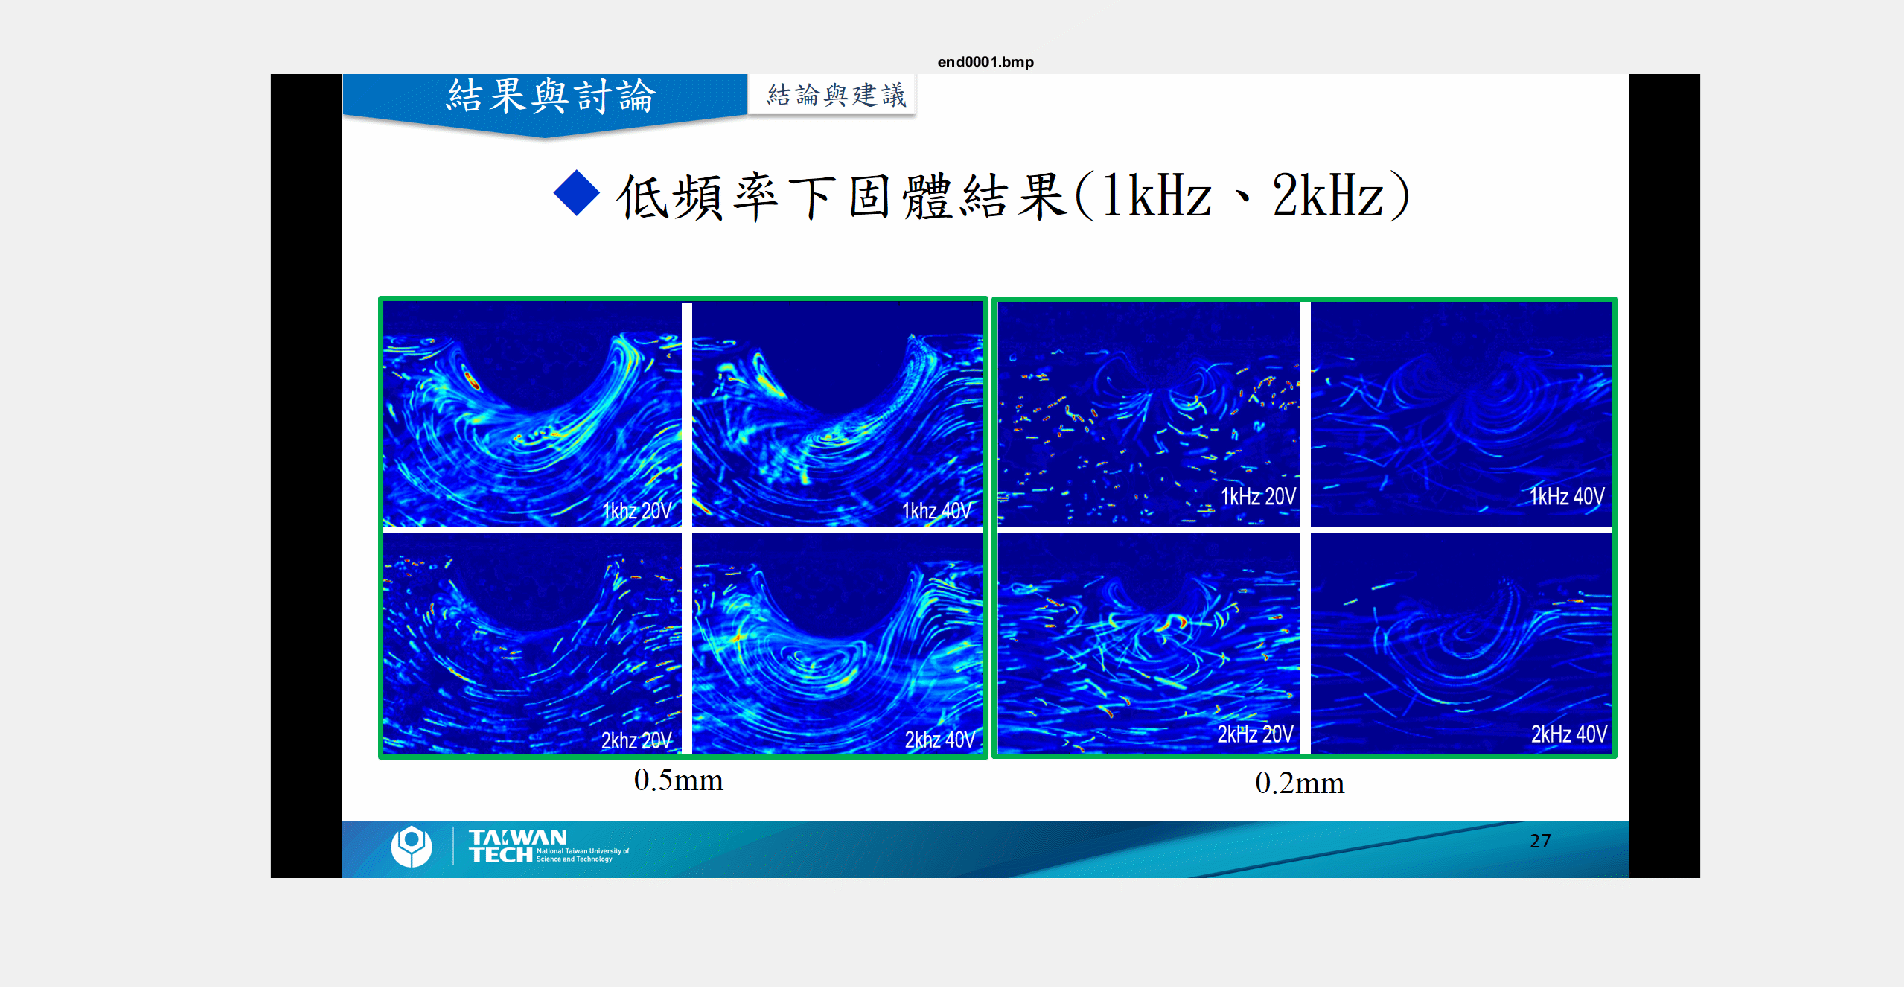 end0001.bmp
結果與討論
結論與建議
低頻率下固體結果(1kHz、2kHz)
1khz 20V
1khz 40V
1kHz 20V
1kHz 40V
2khz 20V
2khz 40V
2kHz 20V
2kHz 40V
0.5mm
0.2mm
TAIWAN
TECH
National Taiwan University of
Science and Technology
27